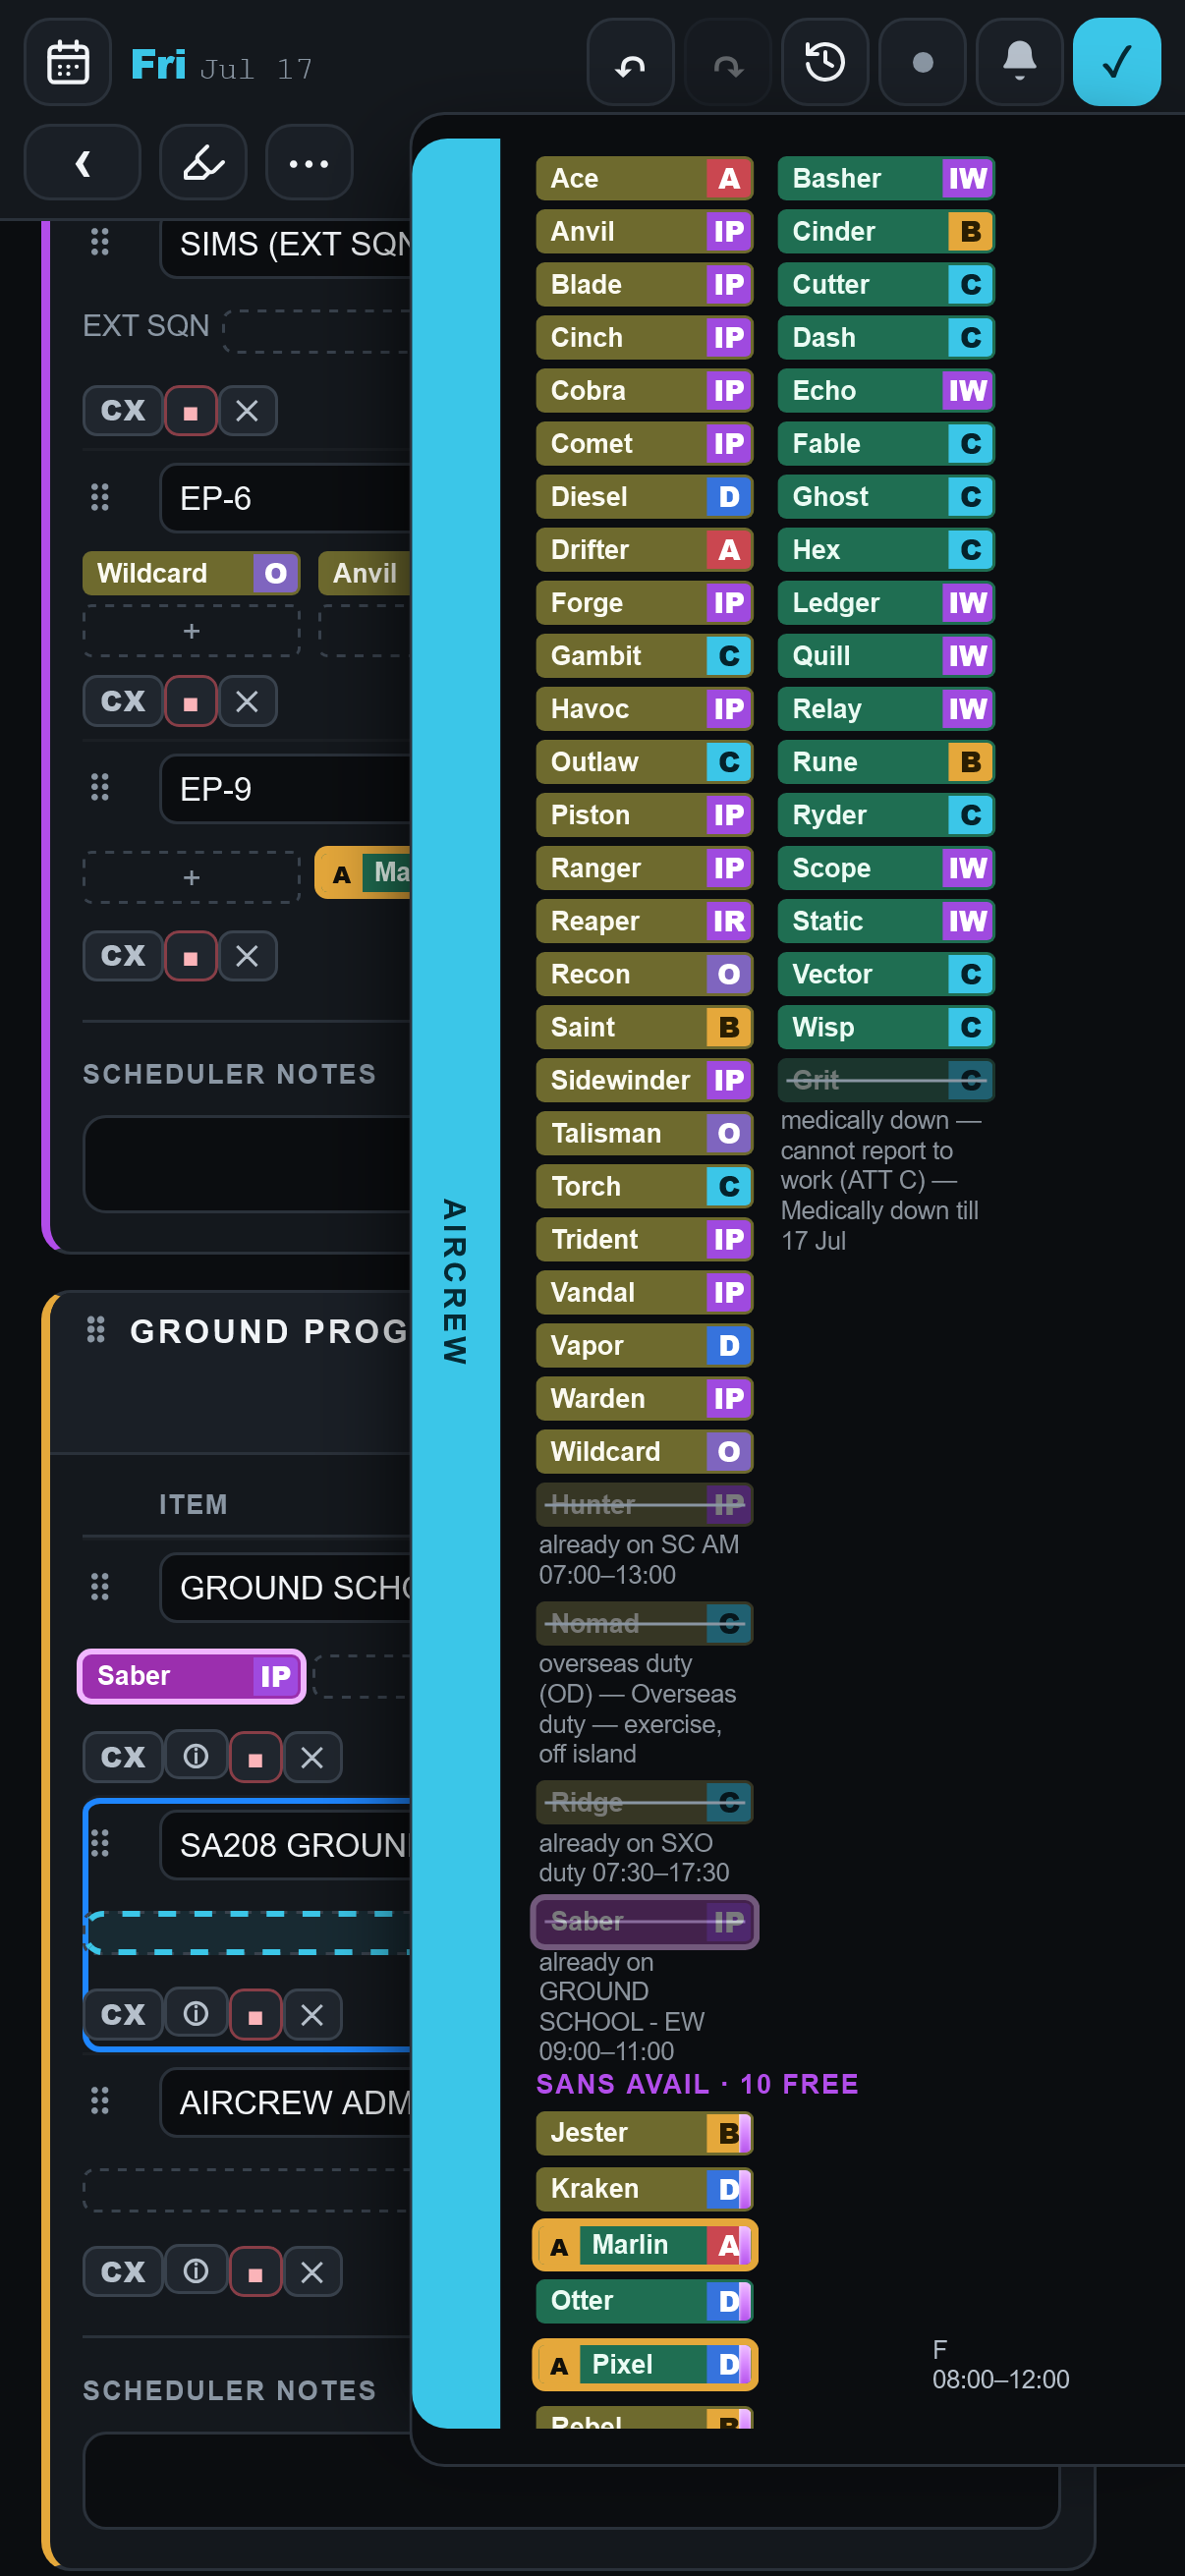 Fri Jul 17
SIMS (EXT SQN
EXT SQN
CX
EP-6
Wildcard O
Anvil
+
CX
EP-9
+
A Ma
CX
SCHEDULER NOTES
GROUND PROG
ITEM
GROUND SCHO
Saber IP
CX
SA208 GROUN
CX
AIRCREW ADM
CX
SCHEDULER NOTES
AIRCREW
Ace A
Anvil IP
Blade IP
Cinch IP
Cobra IP
Comet IP
Diesel D
Drifter A
Forge IP
Gambit C
Havoc IP
Outlaw C
Piston IP
Ranger IP
Reaper IR
Recon O
Saint B
Sidewinder IP
Talisman O
Torch C
Trident IP
Vandal IP
Vapor D
Warden IP
Wildcard O
Hunter IP
already on SC AM
07:00–13:00
Nomad C
overseas duty
(OD) — Overseas
duty — exercise,
off island
Ridge C
already on SXO
duty 07:30–17:30
Saber IP
already on
GROUND
SCHOOL - EW
09:00–11:00
Basher IW
Cinder B
Cutter C
Dash C
Echo IW
Fable C
Ghost C
Hex C
Ledger IW
Quill IW
Relay IW
Rune B
Ryder C
Scope IW
Static IW
Vector C
Wisp C
Grit C
medically down —
cannot report to
work (ATT C) —
Medically down till
17 Jul
SANS AVAIL · 10 FREE
Jester B
Kraken D
A Marlin A
Otter D
A Pixel D
F
08:00–12:00
Rebel B